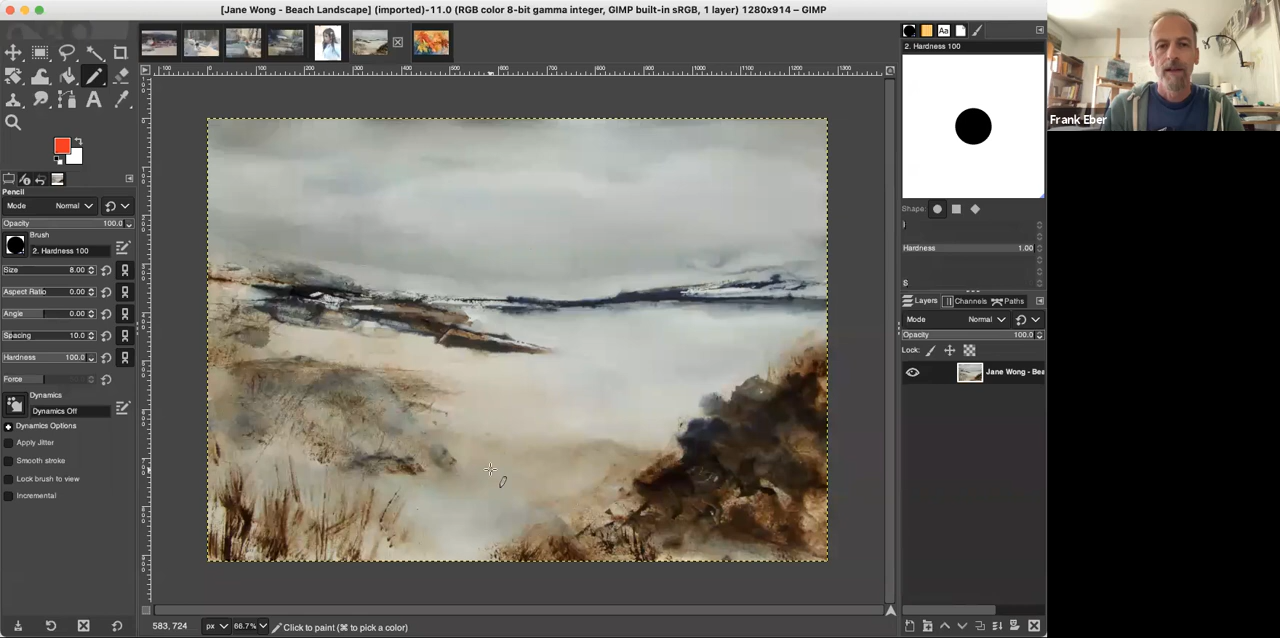 [Jane Wong - Beach Landscape] (imported)-11.0 (RGB color 8-bit gamma integer, GIMP built-in sRGB, 1 layer) 1280x914 – GIMP
Aa
2. Hardness 100
Frank Eber
Pencil
Mode Normal
Opacity 100.0
Brush
2. Hardness 100
Size 8.00
Aspect Ratio 0.00
Angle 0.00
Spacing 10.0
Hardness 100.0
Force
Dynamics
Dynamics Off
Dynamics Options
Apply Jitter
Smooth stroke
Lock brush to view
Incremental
Shape:
Hardness 1.00
S
Layers Channels Paths
Mode Normal
Opacity 100.0
Lock:
Jane Wong - Bea
583, 724 px 66.7% Click to paint (⌘ to pick a color)